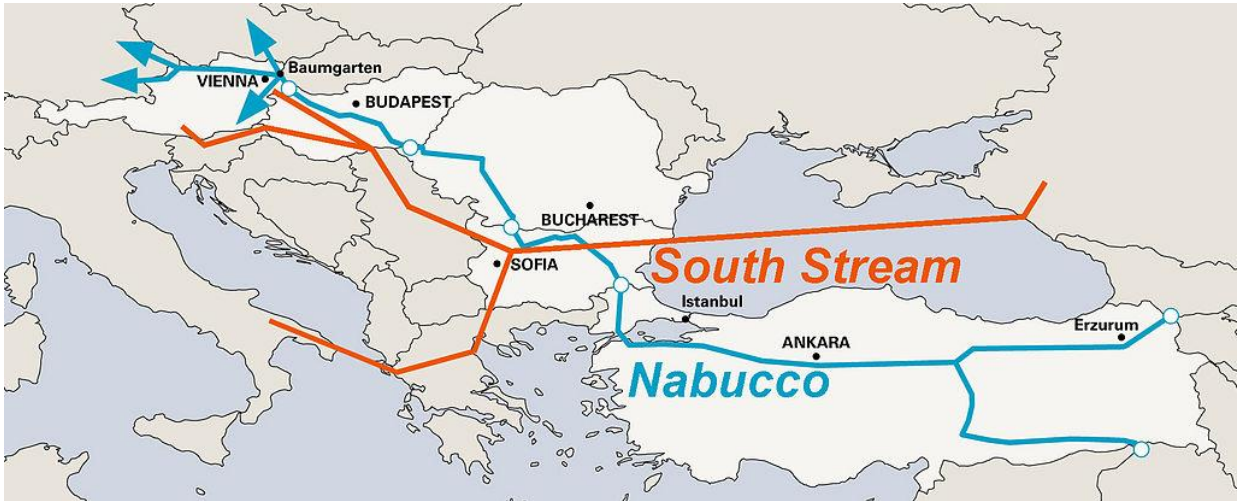 Baumgarten
VIENNA
BUDAPEST
BUCHAREST
SOFIA
South Stream
Istanbul
Erzurum
ANKARA
Nabucco